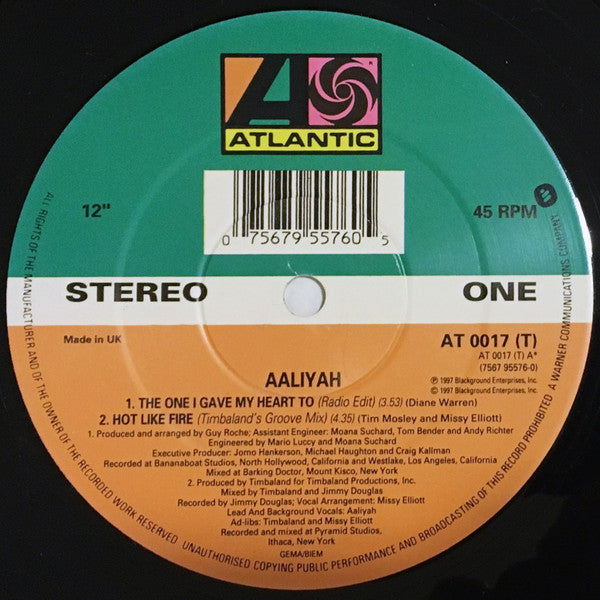 ATLANTIC
12"
45 RPM
0 75679 55760 5
STEREO
ONE
Made in UK
AT 0017 (T)
AT 0017 (T) A*
(7567 95576-0)
℗ 1997 Blackground Enterprises, Inc.
© 1997 Blackground Enterprises, Inc.
AALIYAH
1. THE ONE I GAVE MY HEART TO (Radio Edit) (3.53) (Diane Warren)
2. HOT LIKE FIRE (Timbaland's Groove Mix) (4.35) (Tim Mosley and Missy Elliott)
1. Produced and arranged by Guy Roche; Assistant Engineer: Moana Suchard, Tom Bender and Andy Richter
Engineered by Mario Luccy and Moana Suchard
Executive Producer: Jomo Hankerson, Michael Haughton and Craig Kallman
Recorded at Bananaboat Studios, North Hollywood, California and Westlake, Los Angeles, California
Mixed at Barking Doctor, Mount Kisco, New York
2. Produced by Timbaland for Timbaland Productions, Inc.
Mixed by Timbaland and Jimmy Douglas
Recorded by Jimmy Douglas; Vocal Arrangement: Missy Elliott
Lead And Background Vocals: Aaliyah
Ad-libs: Timbaland and Missy Elliott
Recorded and mixed at Pyramid Studios,
Ithaca, New York
GEMA/BIEM
ALL RIGHTS OF THE MANUFACTURER AND OF THE OWNER OF THE RECORDED WORK RESERVED. UNAUTHORISED COPYING PUBLIC PERFORMANCE AND BROADCASTING OF THIS RECORD PROHIBITED. A WARNER COMMUNICATIONS COMPANY